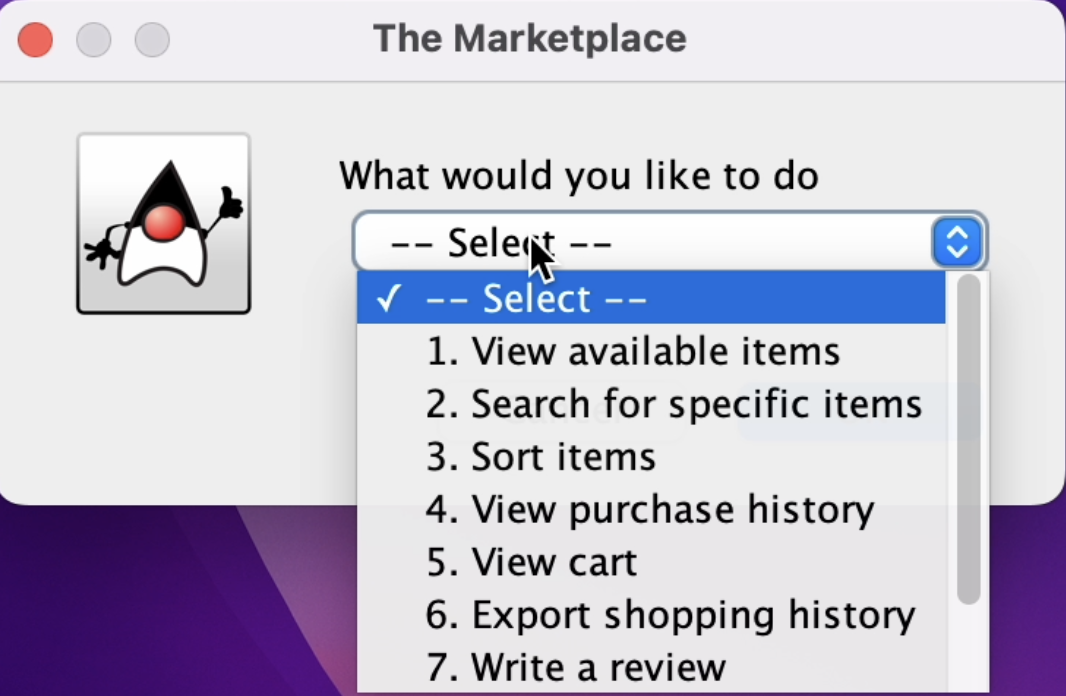 The Marketplace
What would you like to do
-- Select --
✓ -- Select --
1. View available items
2. Search for specific items
3. Sort items
4. View purchase history
5. View cart
6. Export shopping history
7. Write a review